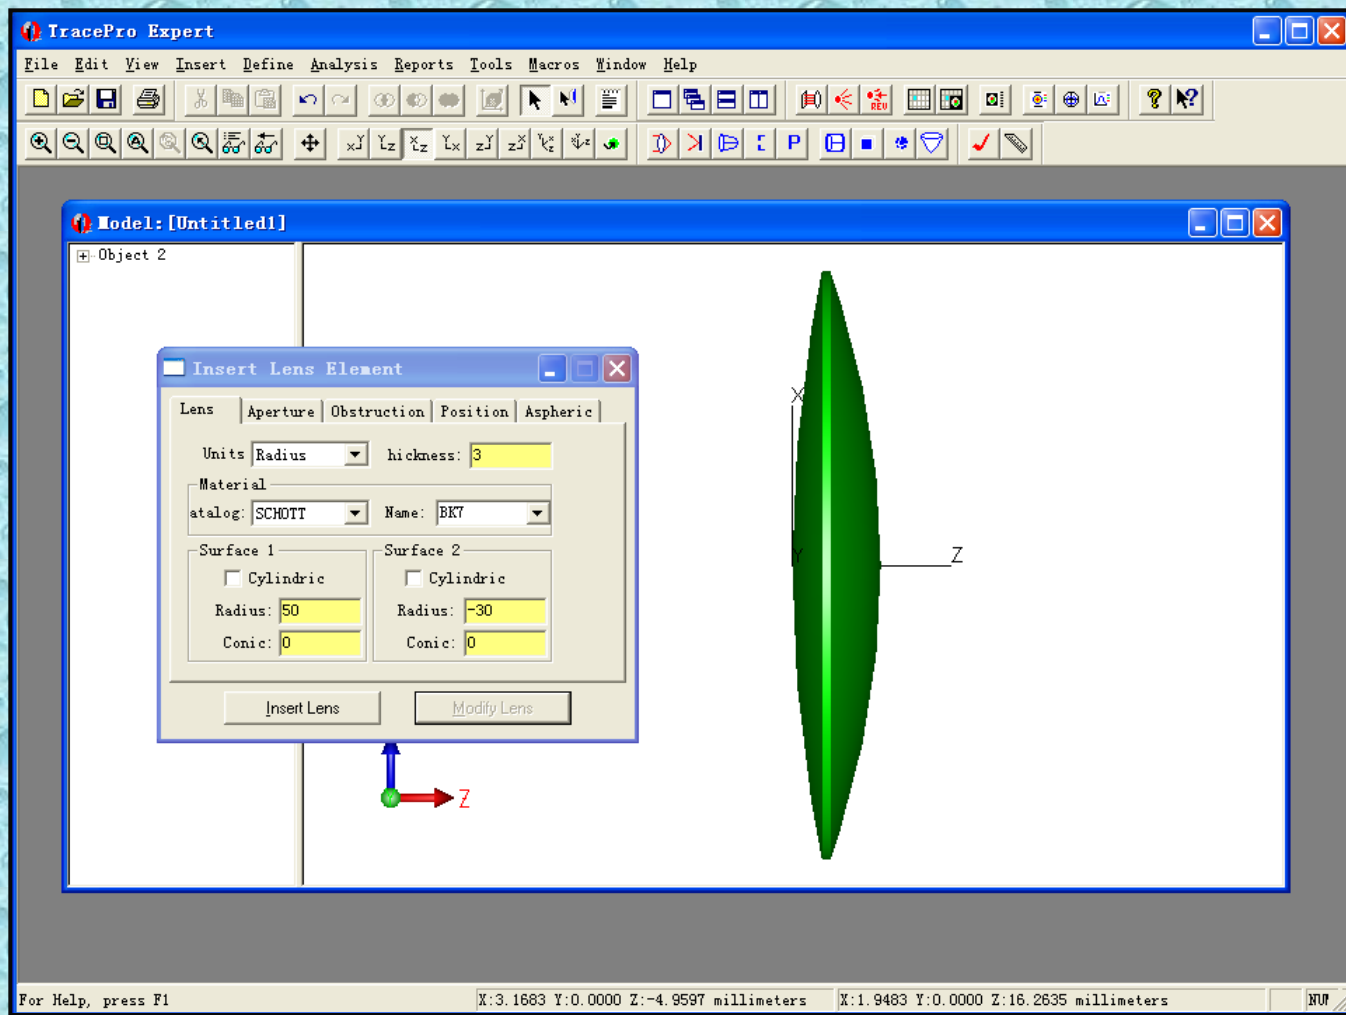 TracePro Expert
File Edit View Insert Define Analysis Reports Tools Macros Window Help
REV
P
Model:[Untitled1]
Object 2
Insert Lens Element
Lens Aperture Obstruction Position Aspheric
Units Radius hickness: 3
Material
atalog: SCHOTT Name: BK7
Surface 1 Surface 2
Cylindric Cylindric
Radius: 50 Radius: -30
Conic: 0 Conic: 0
Insert Lens Modify Lens
X
Y Z
Z
For Help, press F1 X:3.1683 Y:0.0000 Z:-4.9597 millimeters X:1.9483 Y:0.0000 Z:16.2635 millimeters